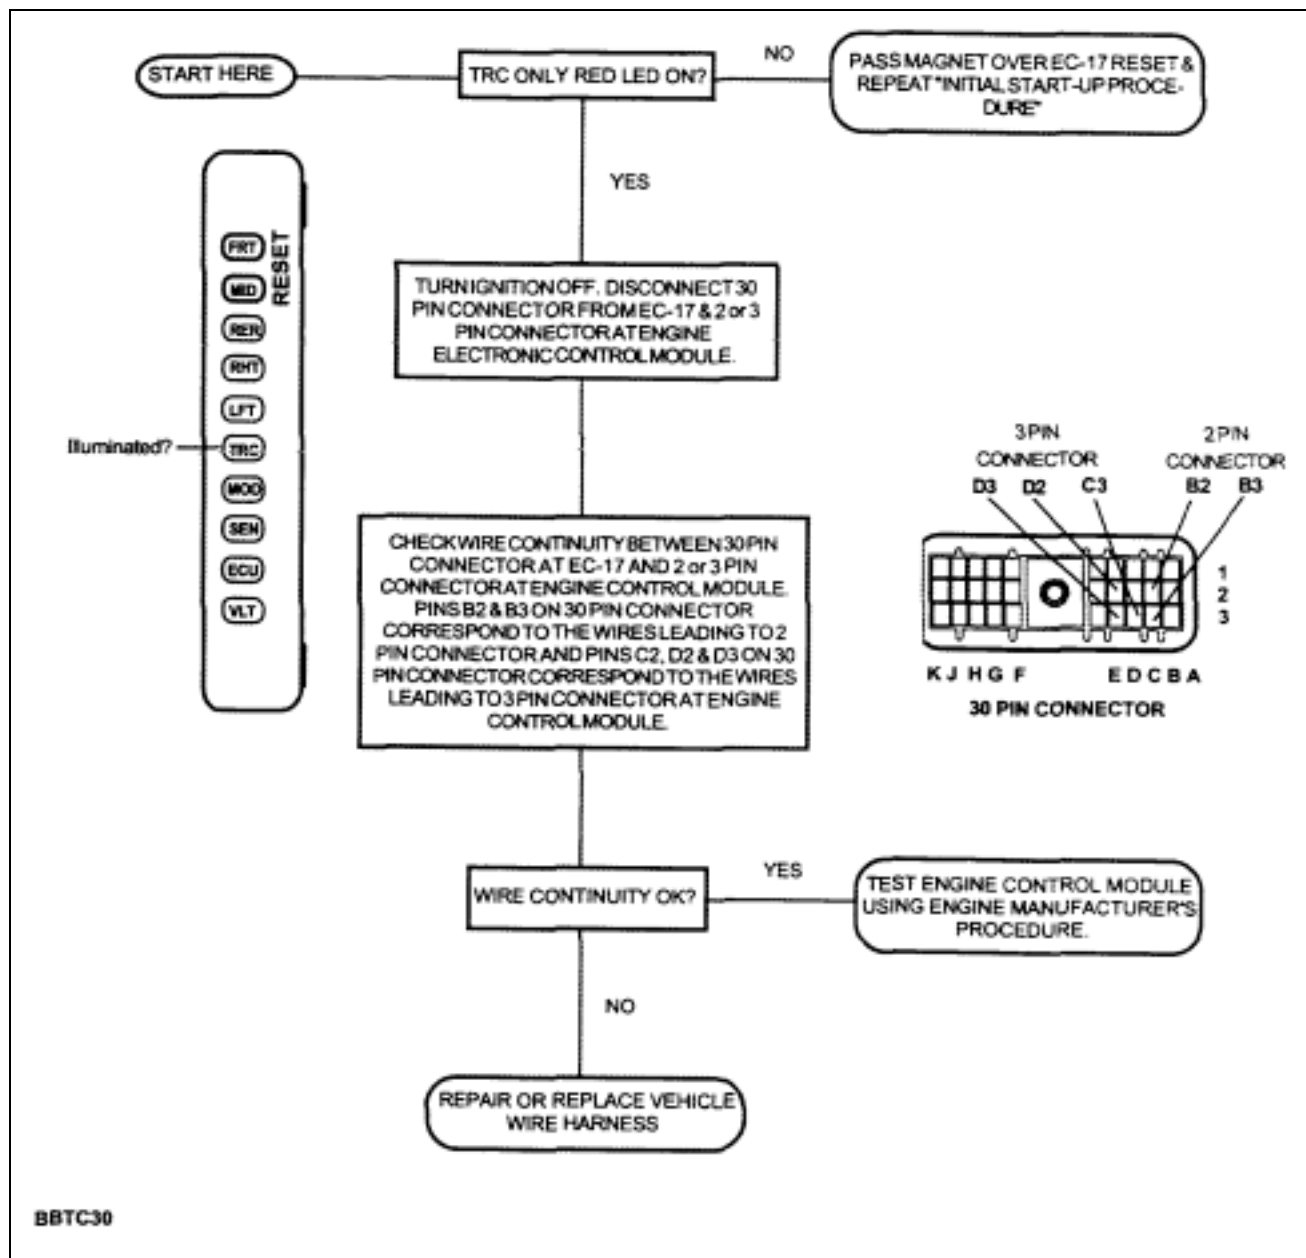 START HERE
TRC ONLY RED LED ON?
NO
PASS MAGNET OVER EC-17 RESET &
REPEAT "INITIAL START-UP PROCE-
DURE"
YES
FRT
MID
RER
RHT
LFT
TRC
MOD
SEN
ECU
VLT
RESET
Illuminated?
TURN IGNITION OFF. DISCONNECT 30
PIN CONNECTOR FROM EC-17 & 2 or 3
PIN CONNECTOR AT ENGINE
ELECTRONIC CONTROL MODULE.
3 PIN
CONNECTOR
D3 D2 C3
2 PIN
CONNECTOR
B2 B3
1
2
3
K J H G F E D C B A
30 PIN CONNECTOR
CHECK WIRE CONTINUITY BETWEEN 30 PIN
CONNECTOR AT EC-17 AND 2 or 3 PIN
CONNECTOR AT ENGINE CONTROL MODULE.
PINS B2 & B3 ON 30 PIN CONNECTOR
CORRESPOND TO THE WIRES LEADING TO 2
PIN CONNECTOR AND PINS C2, D2 & D3 ON 30
PIN CONNECTOR CORRESPOND TO THE WIRES
LEADING TO 3 PIN CONNECTOR AT ENGINE
CONTROL MODULE.
WIRE CONTINUITY OK?
YES
TEST ENGINE CONTROL MODULE
USING ENGINE MANUFACTURER'S
PROCEDURE.
NO
REPAIR OR REPLACE VEHICLE
WIRE HARNESS
BBTC30